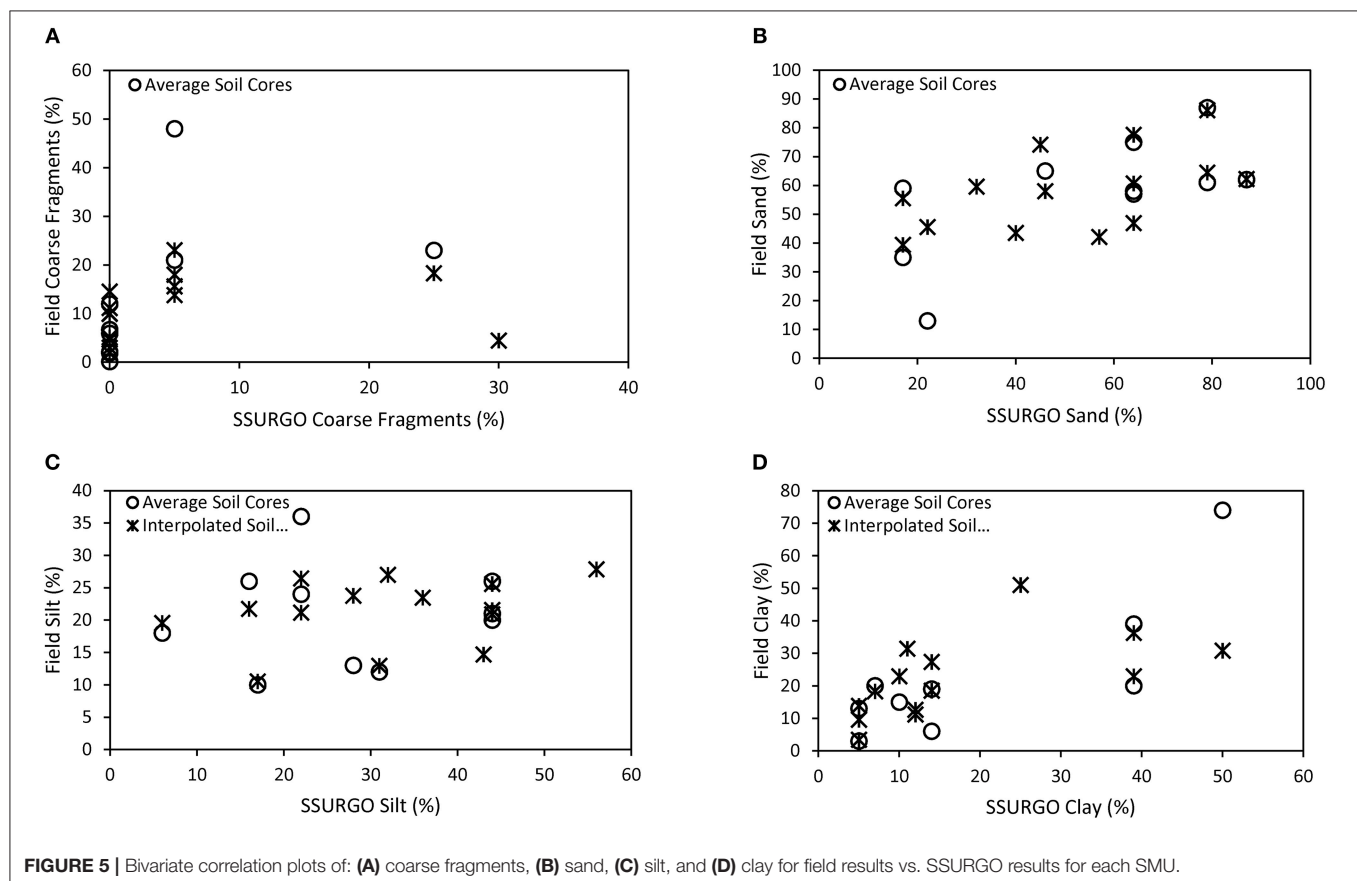 A
60
50
40
30
20
10
0
Field Coarse Fragments (%)
Average Soil Cores
0 10 20 30 40
SSURGO Coarse Fragments (%)
B
100
90
80
70
60
50
40
30
20
10
0
Field Sand (%)
Average Soil Cores
0 20 40 60 80 100
SSURGO Sand (%)
C
40
35
30
25
20
15
10
5
0
Field Silt (%)
Average Soil Cores
Interpolated Soil...
0 10 20 30 40 50 60
SSURGO Silt (%)
D
80
70
60
50
40
30
20
10
0
Field Clay (%)
Average Soil Cores
Interpolated Soil...
0 10 20 30 40 50 60
SSURGO Clay (%)
FIGURE 5 | Bivariate correlation plots of: (A) coarse fragments, (B) sand, (C) silt, and (D) clay for field results vs. SSURGO results for each SMU.